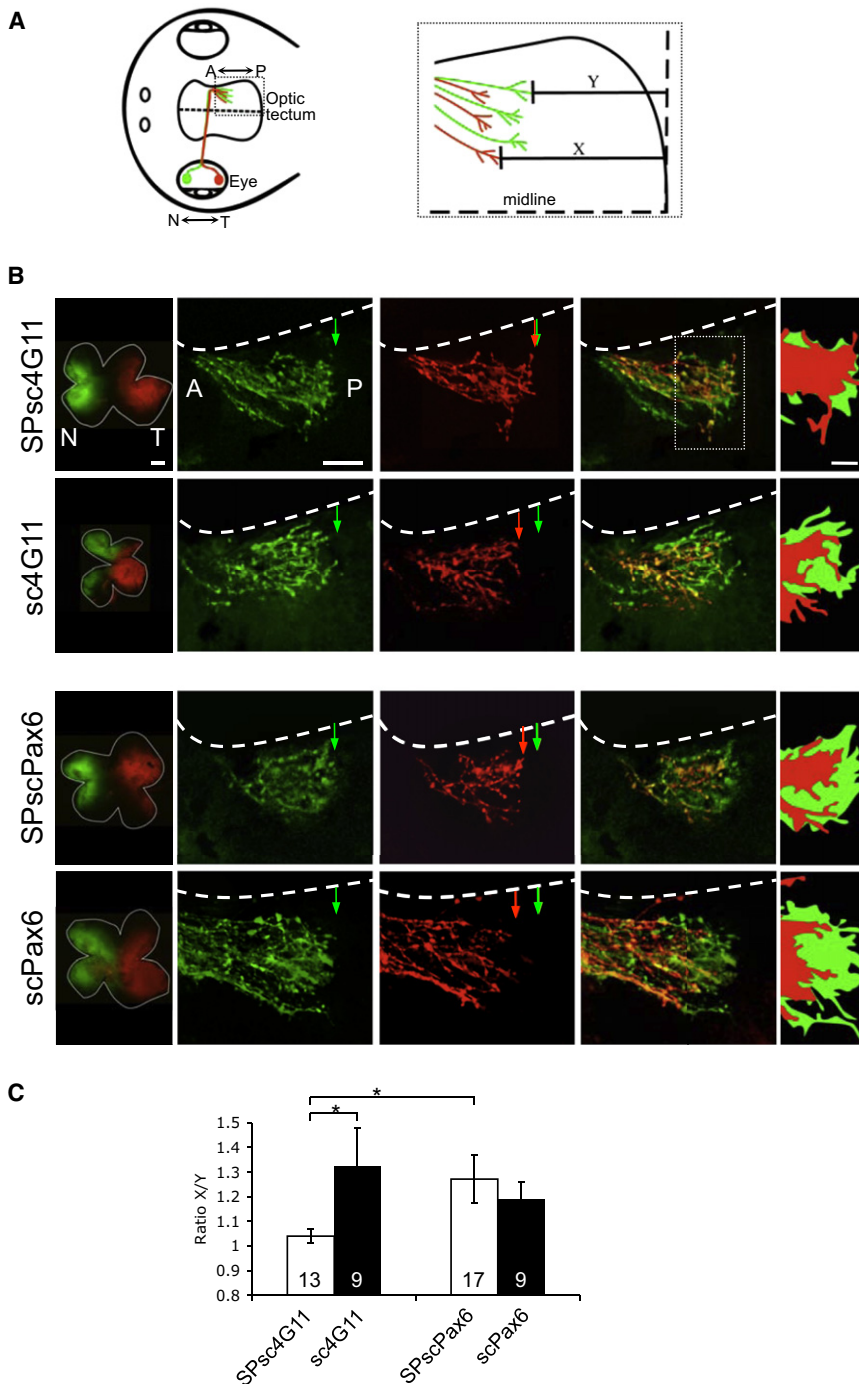 A
A P
Optic
tectum
Eye
N T
Y
X
midline
B
SPsc4G11
A P
N T
sc4G11
SPscPax6
scPax6
C
* 
*
Ratio X/Y
1.5
1.4
1.3
1.2
1.1
1
0.9
0.8
13 9 17 9
SPsc4G11 sc4G11 SPscPax6 scPax6